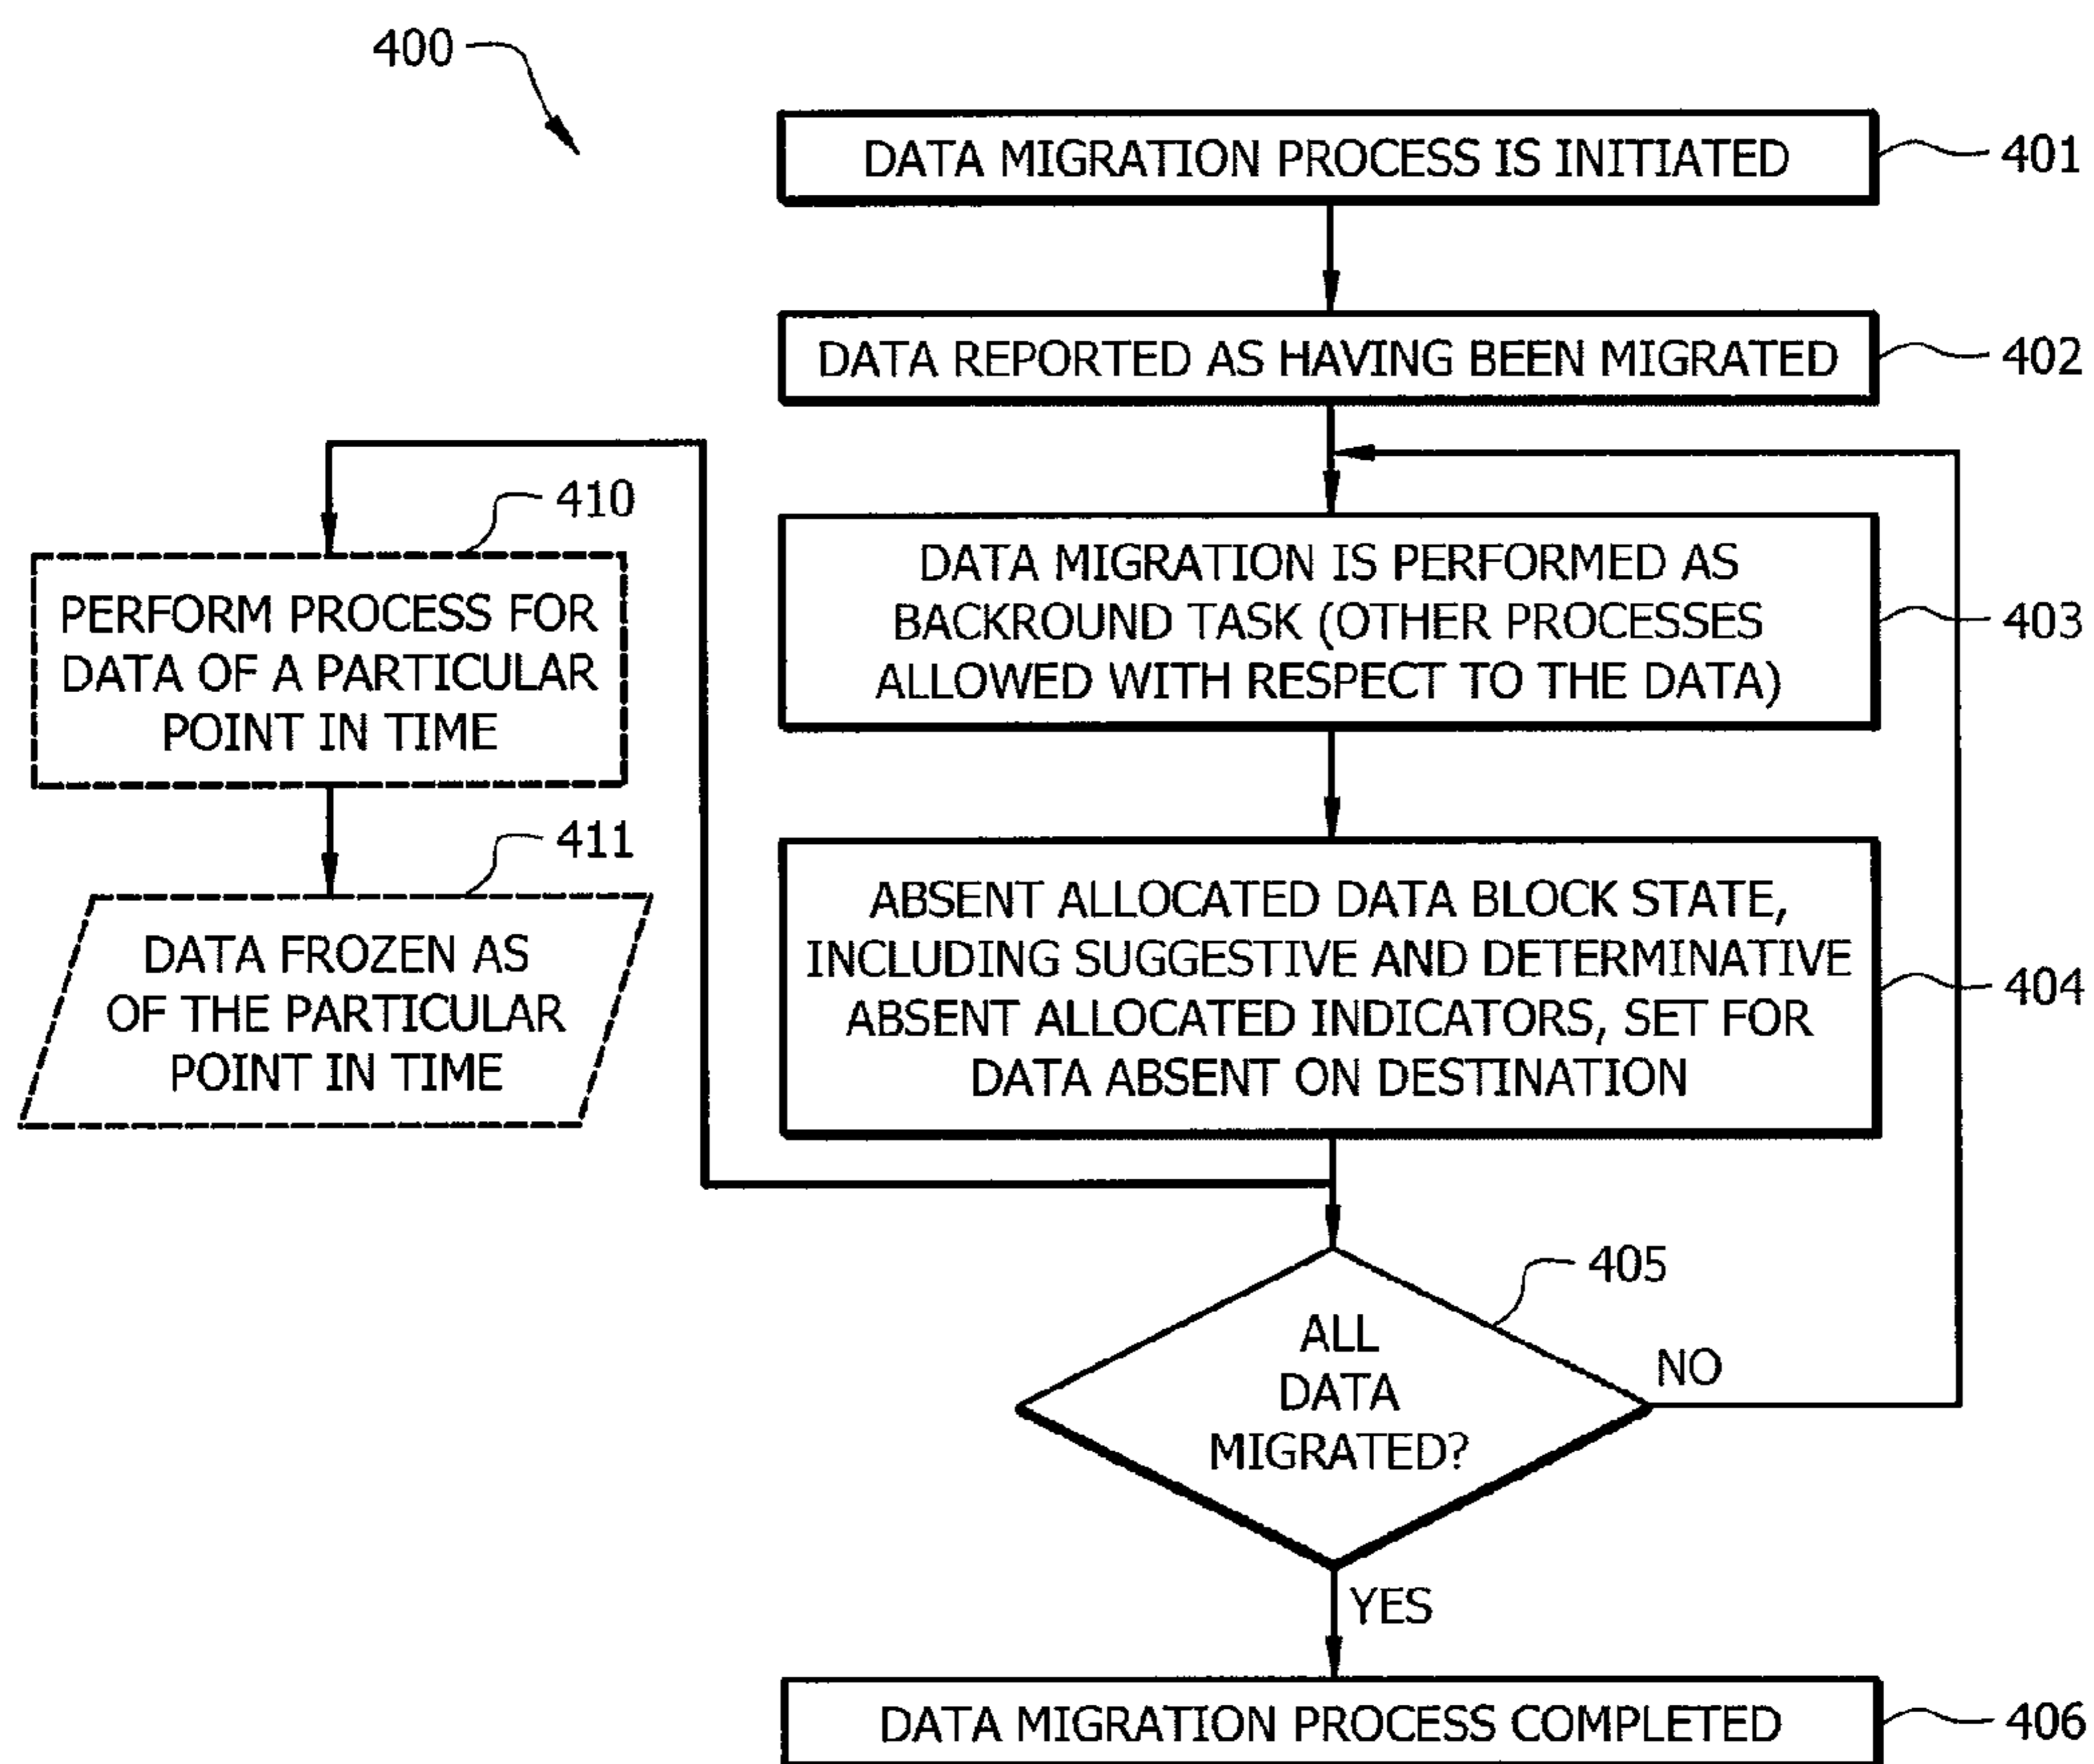 400
DATA MIGRATION PROCESS IS INITIATED
401
DATA REPORTED AS HAVING BEEN MIGRATED
402
410
PERFORM PROCESS FOR
DATA OF A PARTICULAR
POINT IN TIME
DATA MIGRATION IS PERFORMED AS
BACKROUND TASK (OTHER PROCESSES
ALLOWED WITH RESPECT TO THE DATA)
403
411
DATA FROZEN AS
OF THE PARTICULAR
POINT IN TIME
ABSENT ALLOCATED DATA BLOCK STATE,
INCLUDING SUGGESTIVE AND DETERMINATIVE
ABSENT ALLOCATED INDICATORS, SET FOR
DATA ABSENT ON DESTINATION
404
405
ALL
DATA
MIGRATED?
NO
YES
DATA MIGRATION PROCESS COMPLETED
406